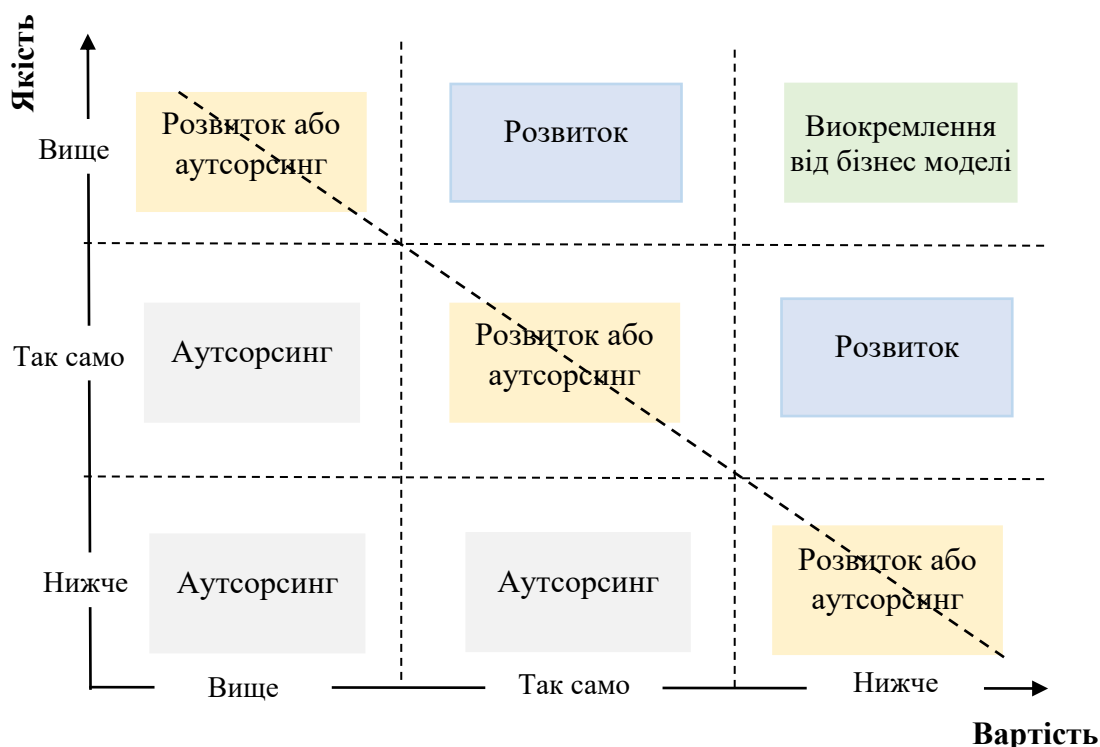 Якість
Вище
Розвиток або
аутсорсинг
Розвиток
Виокремлення
від бізнес моделі
Так само
Аутсорсинг
Розвиток або
аутсорсинг
Розвиток
Нижче
Аутсорсинг
Аутсорсинг
Розвиток або
аутсорсинг
Вище
Так само
Нижче
Вартість